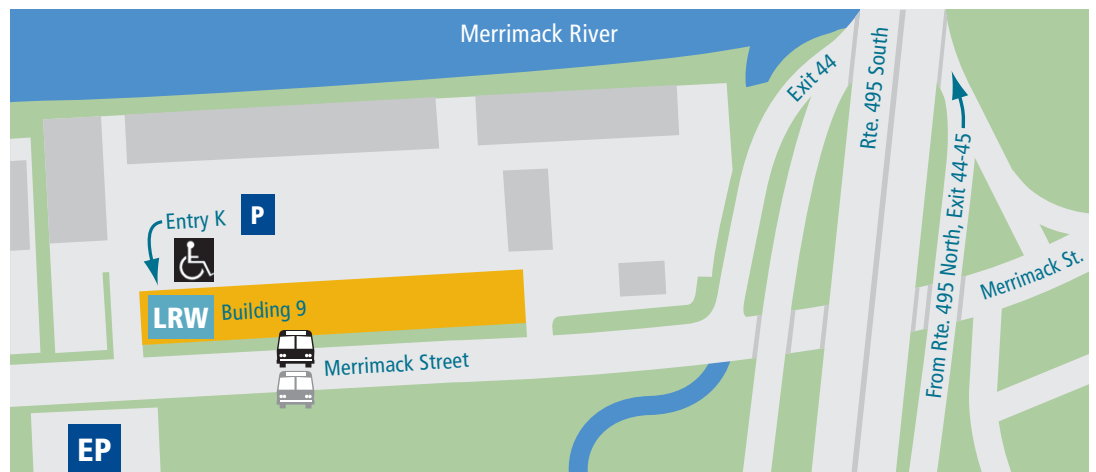 Merrimack River
Exit 44
Rte. 495 South
From Rte. 495 North, Exit 44-45
Entry K
P
Merrimack St.
LRW
Building 9
Merrimack Street
EP